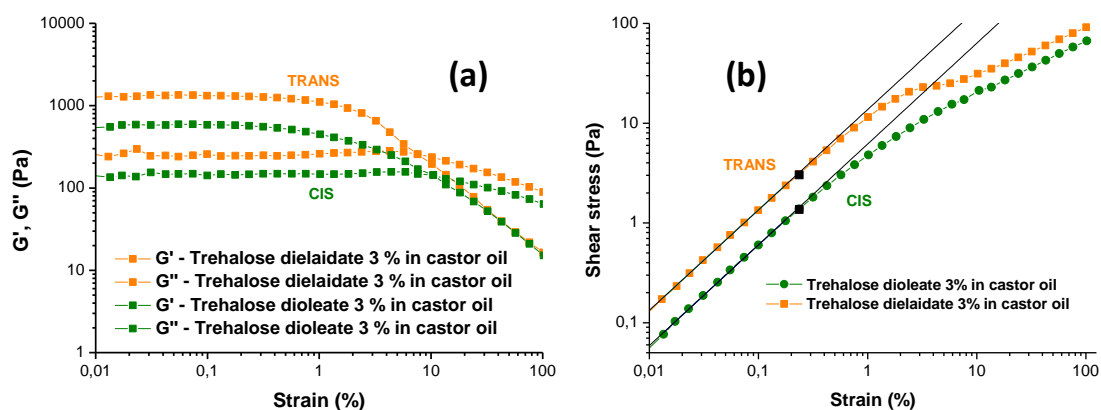 (a)
10000
1000
100
10
1
G', G'' (Pa)
TRANS
CIS
G' - Trehalose dielaidate 3 % in castor oil
G'' - Trehalose dielaidate 3 % in castor oil
G' - Trehalose dioleate 3 % in castor oil
G'' - Trehalose dioleate 3 % in castor oil
0,01 0,1 1 10 100
Strain (%)
(b)
100
10
1
0,1
Shear stress (Pa)
TRANS
CIS
Trehalose dioleate 3% in castor oil
Trehalose dielaidate 3% in castor oil
0,01 0,1 1 10 100
Strain (%)